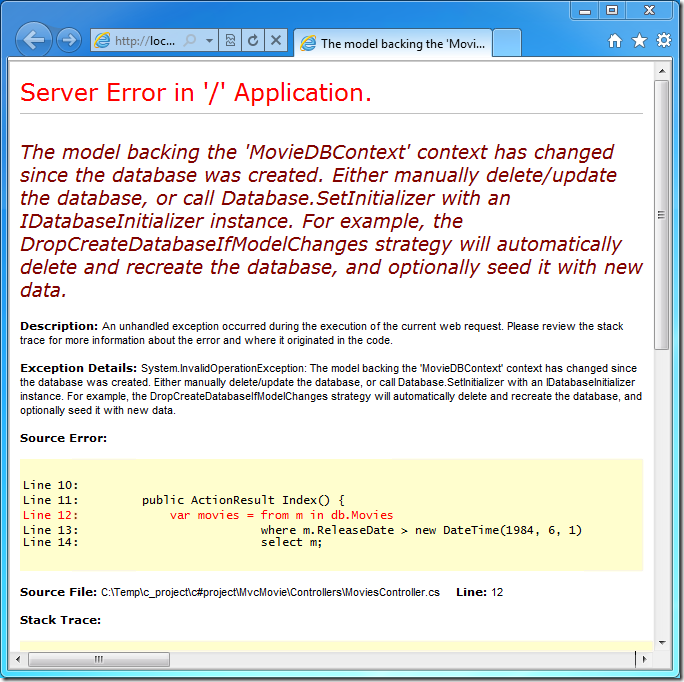 http://loc...
The model backing the 'Movi...
Server Error in '/' Application.
The model backing the 'MovieDBContext' context has changed
since the database was created. Either manually delete/update
the database, or call Database.SetInitializer with an
IDatabaseInitializer instance. For example, the
DropCreateDatabaseIfModelChanges strategy will automatically
delete and recreate the database, and optionally seed it with new
data.
Description: An unhandled exception occurred during the execution of the current web request. Please review the stack
trace for more information about the error and where it originated in the code.
Exception Details: System.InvalidOperationException: The model backing the 'MovieDBContext' context has changed since
the database was created. Either manually delete/update the database, or call Database.SetInitializer with an IDatabaseInitializer
instance. For example, the DropCreateDatabaseIfModelChanges strategy will automatically delete and recreate the database, and
optionally seed it with new data.
Source Error:
Line 10:
Line 11:         public ActionResult Index() {
Line 12:             var movies = from m in db.Movies
Line 13:                          where m.ReleaseDate > new DateTime(1984, 6, 1)
Line 14:                          select m;
Source File: C:\Temp\c_project\c#project\MvcMovie\Controllers\MoviesController.cs    Line: 12
Stack Trace: